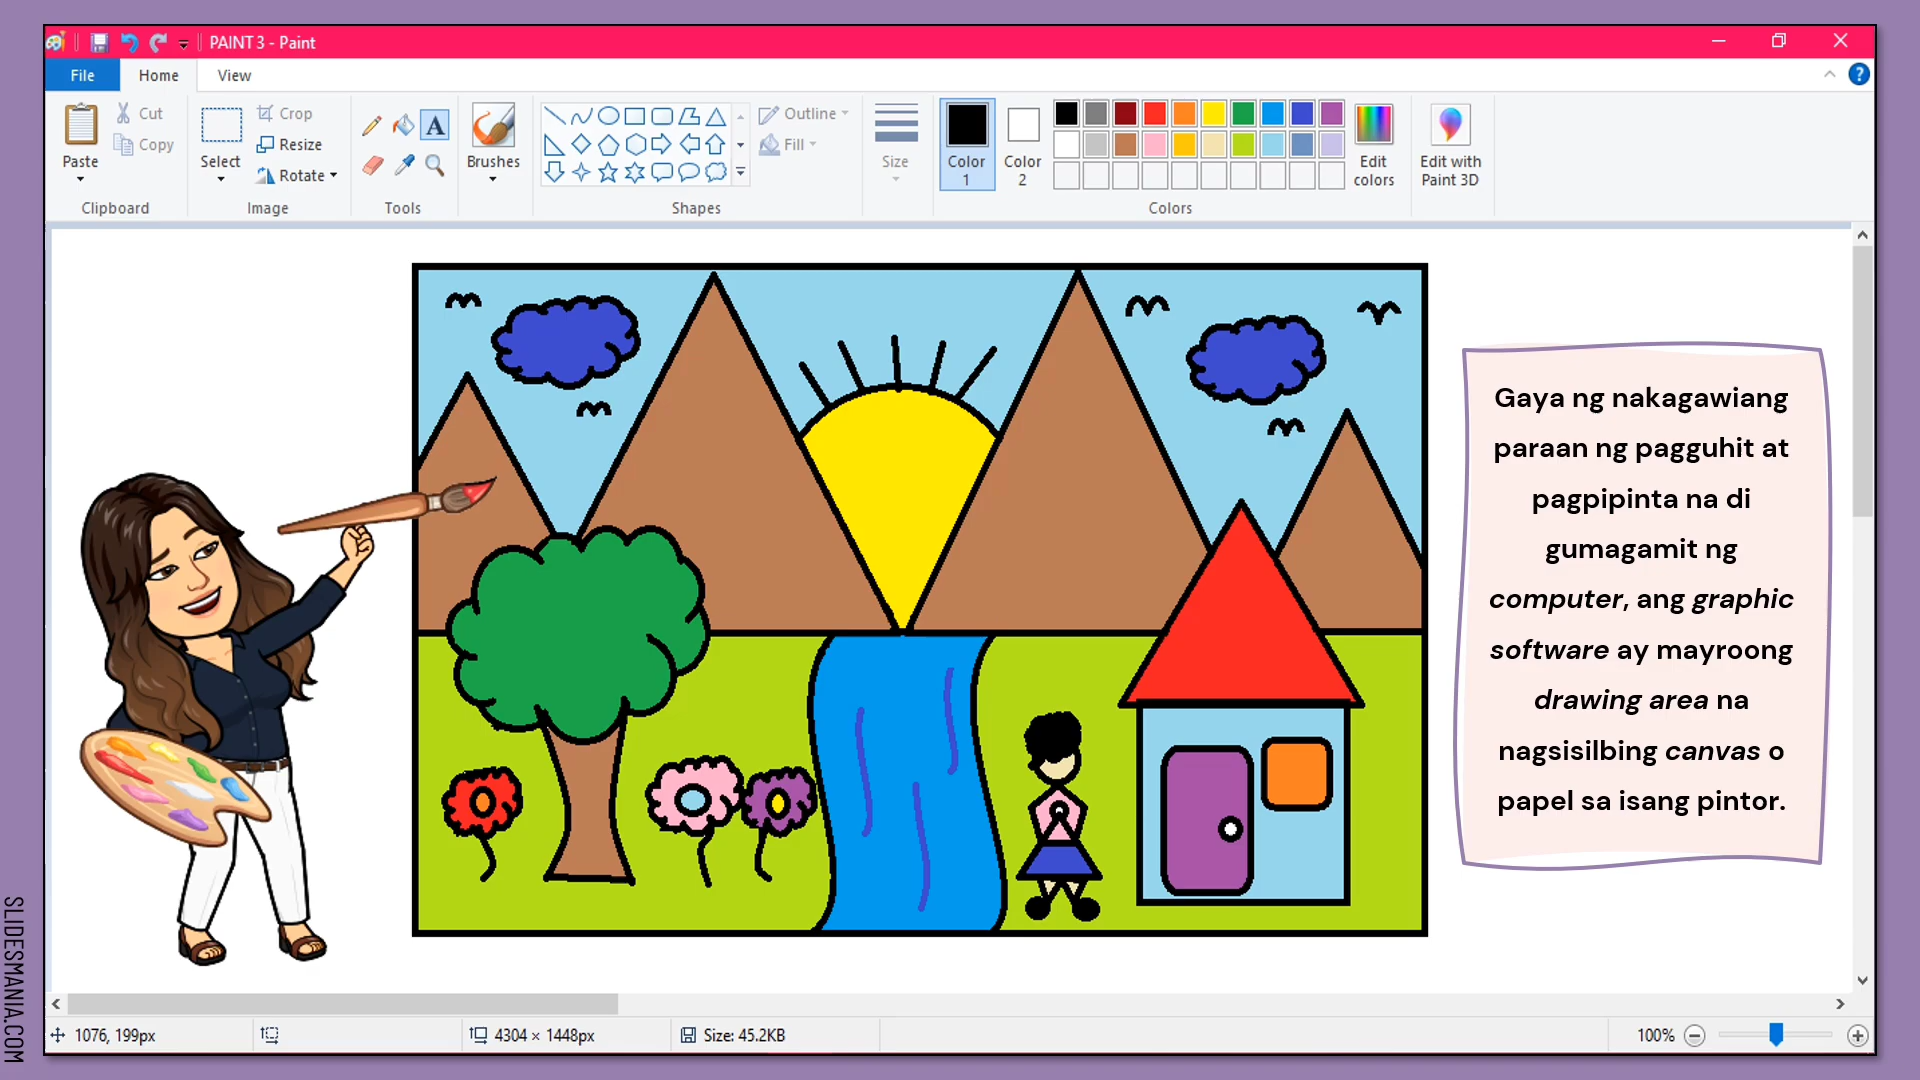 PAINT 3 - Paint
File Home View
Paste
Cut
Copy
Clipboard
Select
Crop
Resize
Rotate
Image
A
Tools
Brushes
Shapes
Outline
Fill
Size
Color
1
Color
2
Edit
colors
Colors
Edit with
Paint 3D
?
Gaya ng nakagawiang
paraan ng pagguhit at
pagpipinta na di
gumagamit ng
computer, ang graphic
software ay mayroong
drawing area na
nagsisilbing canvas o
papel sa isang pintor.
SLIDESMANIA.COM
1076, 199px
4304 × 1448px
Size: 45.2KB
100%